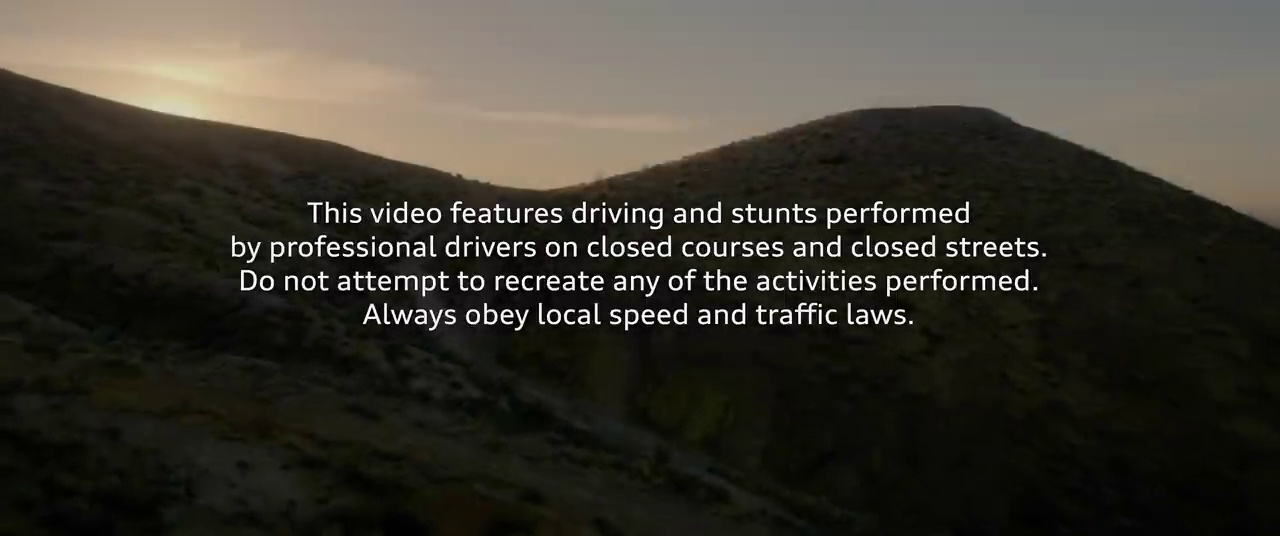 This video features driving and stunts performed
by professional drivers on closed courses and closed streets.
Do not attempt to recreate any of the activities performed.
Always obey local speed and traffic laws.